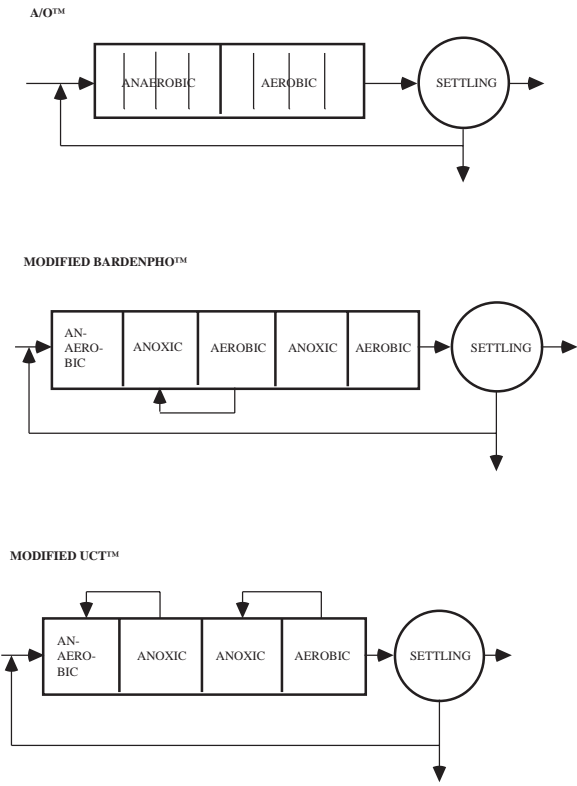 A/O™
ANAEROBIC
AEROBIC
SETTLING
MODIFIED BARDENPHO™
AN-
AERO-
BIC
ANOXIC
AEROBIC
ANOXIC
AEROBIC
SETTLING
MODIFIED UCT™
AN-
AERO-
BIC
ANOXIC
ANOXIC
AEROBIC
SETTLING